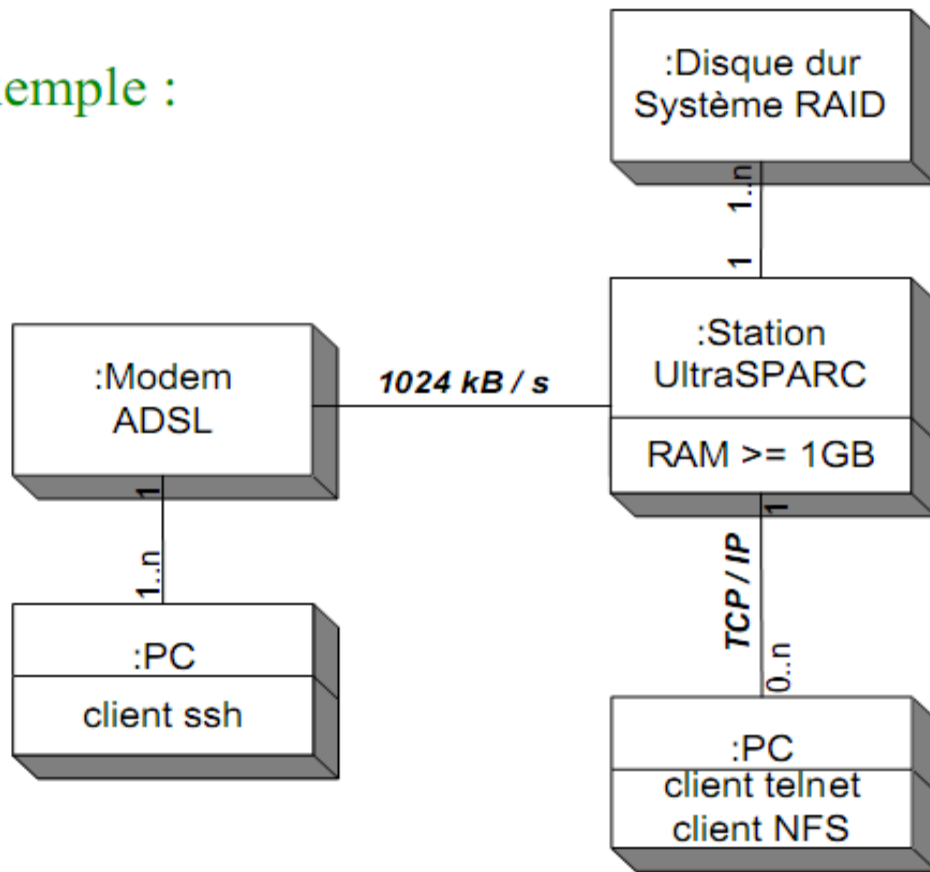 emple :
:Disque dur
Système RAID
1..n
1
:Station
UltraSPARC
RAM >= 1GB
:Modem
ADSL
1024 kB / s
1
1..n
:PC
client ssh
1
TCP / IP
0..n
:PC
client telnet
client NFS